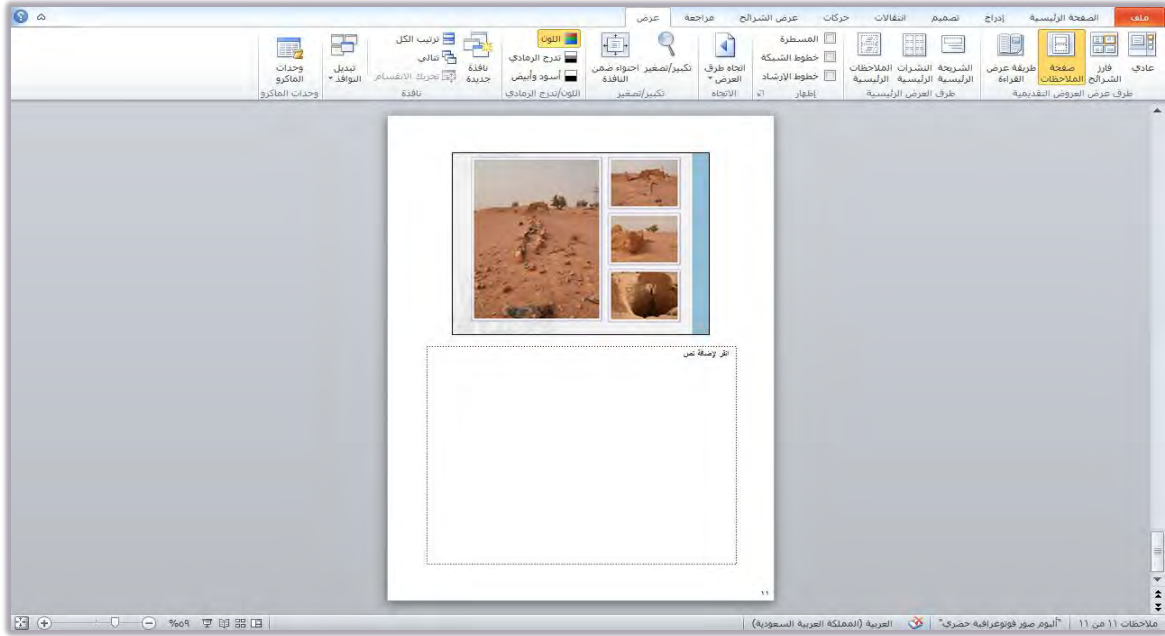 ملف الصفحة الرئيسية إدراج تصميم انتقالات حركات عرض الشرائح مراجعة عرض
عادي
فارز الشرائح
صفحة الملاحظات
طريقة عرض القراءة
طرق عرض العروض التقديمية
الشريحة الرئيسية
النشرات الرئيسية
الملاحظات الرئيسية
طرق العرض الرئيسية
المسطرة
خطوط الشبكة
خطوط الإرشاد
إظهار
اتجاه طرق العرض
الاتجاه
تكبير/تصغير
احتواء ضمن النافذة
تكبير/تصغير
اللون
تدرج الرمادي
أسود وأبيض
اللون/تدرج الرمادي
نافذة جديدة
ترتيب الكل
تتالي
تحريك الانقسام
نافذة
تبديل النوافذ
وحدات الماكرو
وحدات الماكرو
انقر لإضافة نص
١١
ملاحظات ١١ من ١١ "ألبوم صور فوتوغرافية حضري" العربية (المملكة العربية السعودية) ٥٩%